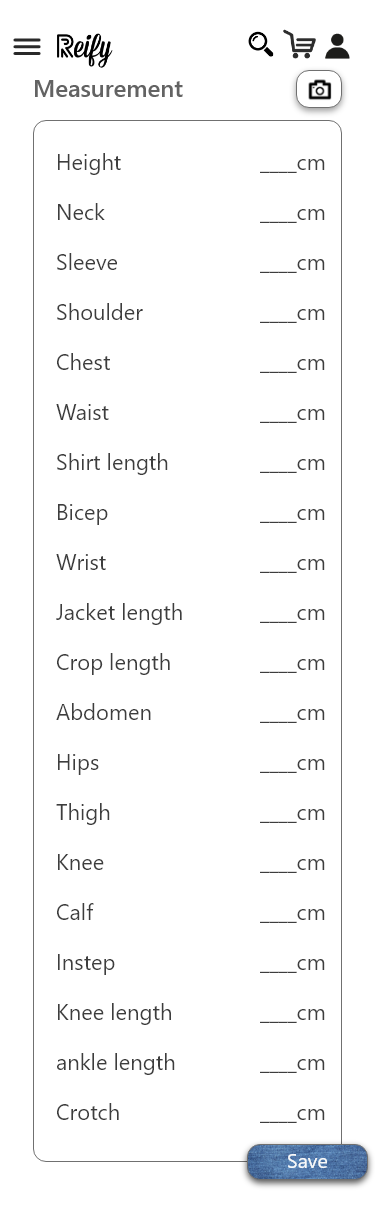 Reify
Measurement
Height ____cm
Neck ____cm
Sleeve ____cm
Shoulder ____cm
Chest ____cm
Waist ____cm
Shirt length ____cm
Bicep ____cm
Wrist ____cm
Jacket length ____cm
Crop length ____cm
Abdomen ____cm
Hips ____cm
Thigh ____cm
Knee ____cm
Calf ____cm
Instep ____cm
Knee length ____cm
ankle length ____cm
Crotch ____cm
Save